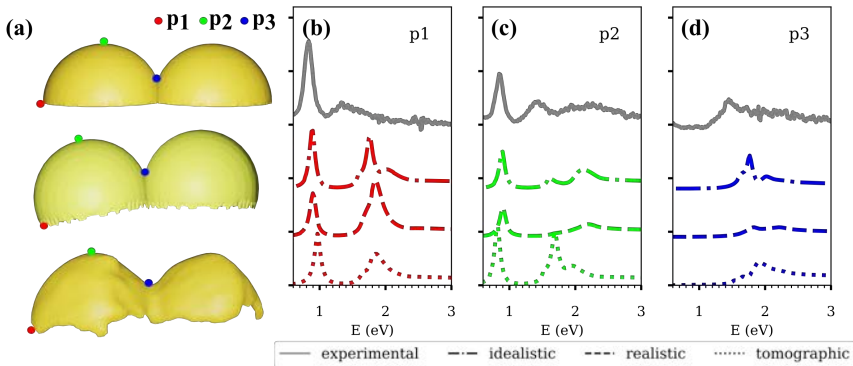 (a)
p1 p2 p3
(b) p1
(c) p2
(d) p3
1 2 3
1 2 3
1 2 3
E (eV)
E (eV)
E (eV)
experimental idealistic realistic tomographic